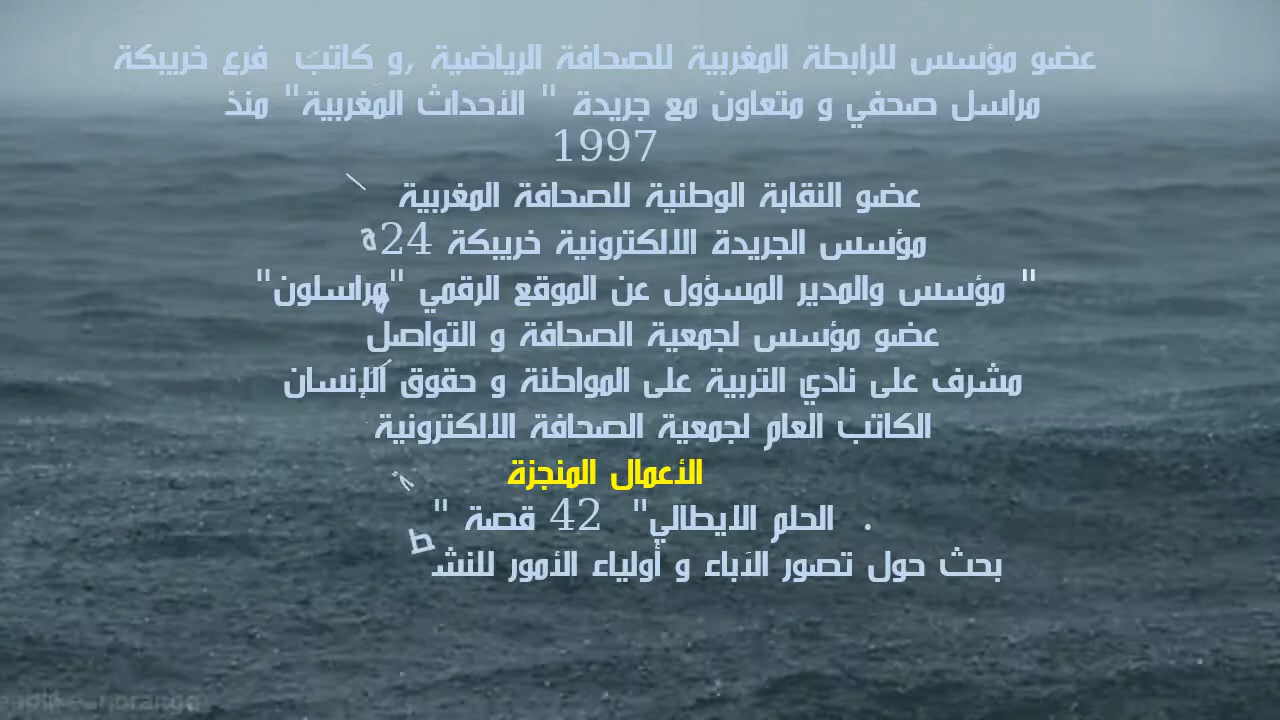 عضو مؤسس للرابطة المغربية للصحافة الرياضية ,و كاتب فرع خريبكة
مراسل صحفي و متعاون مع جريدة " الأحداث المغربية" منذ
1997
عضو النقابة الوطنية للصحافة المغربية
مؤسس الجريدة الالكترونية خريبكة 24
" مؤسس والمدير المسؤول عن الموقع الرقمي "مراسلون"
عضو مؤسس لجمعية الصحافة و التواصل
مشرف على نادي التربية على المواطنة و حقوق الإنسان
الكاتب العام لجمعية الصحافة الالكترونية
الأعمال المنجزة
. الحلم الايطالي" 42 قصة "
بحث حول تصور الآباء و أولياء الأمور للنش